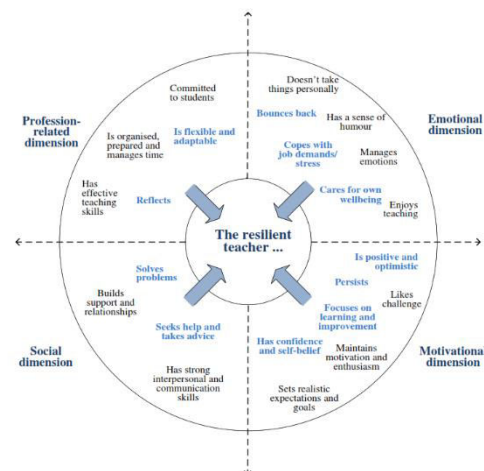 Profession-
related
dimension
Committed
to students
Is flexible and
adaptable
Is organised,
prepared and
manages time
Has
effective
teaching
skills
Reflects
Emotional
dimension
Doesn't take
things personally
Bounces back
Has a sense of
humour
Copes with
job demands/
stress
Manages
emotions
Cares for own
wellbeing
Enjoys
teaching
The resilient
teacher ...
Social
dimension
Solves
problems
Builds
support and
relationships
Seeks help and
takes advice
Has strong
interpersonal and
communication
skills
Motivational
dimension
Is positive and
optimistic
Persists
Likes
challenge
Focuses on
learning and
improvement
Has confidence
and self-belief
Maintains
motivation and
enthusiasm
Sets realistic
expectations and
goals